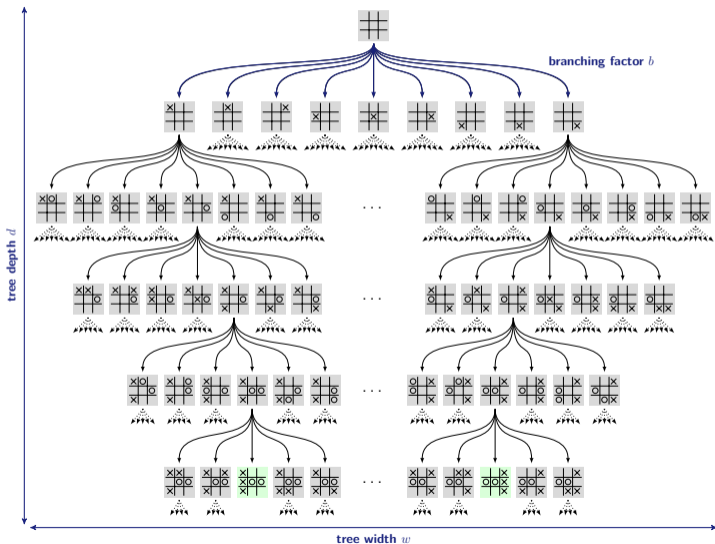 branching factor b
. . .
. . .
. . .
. . .
tree depth d
tree width w